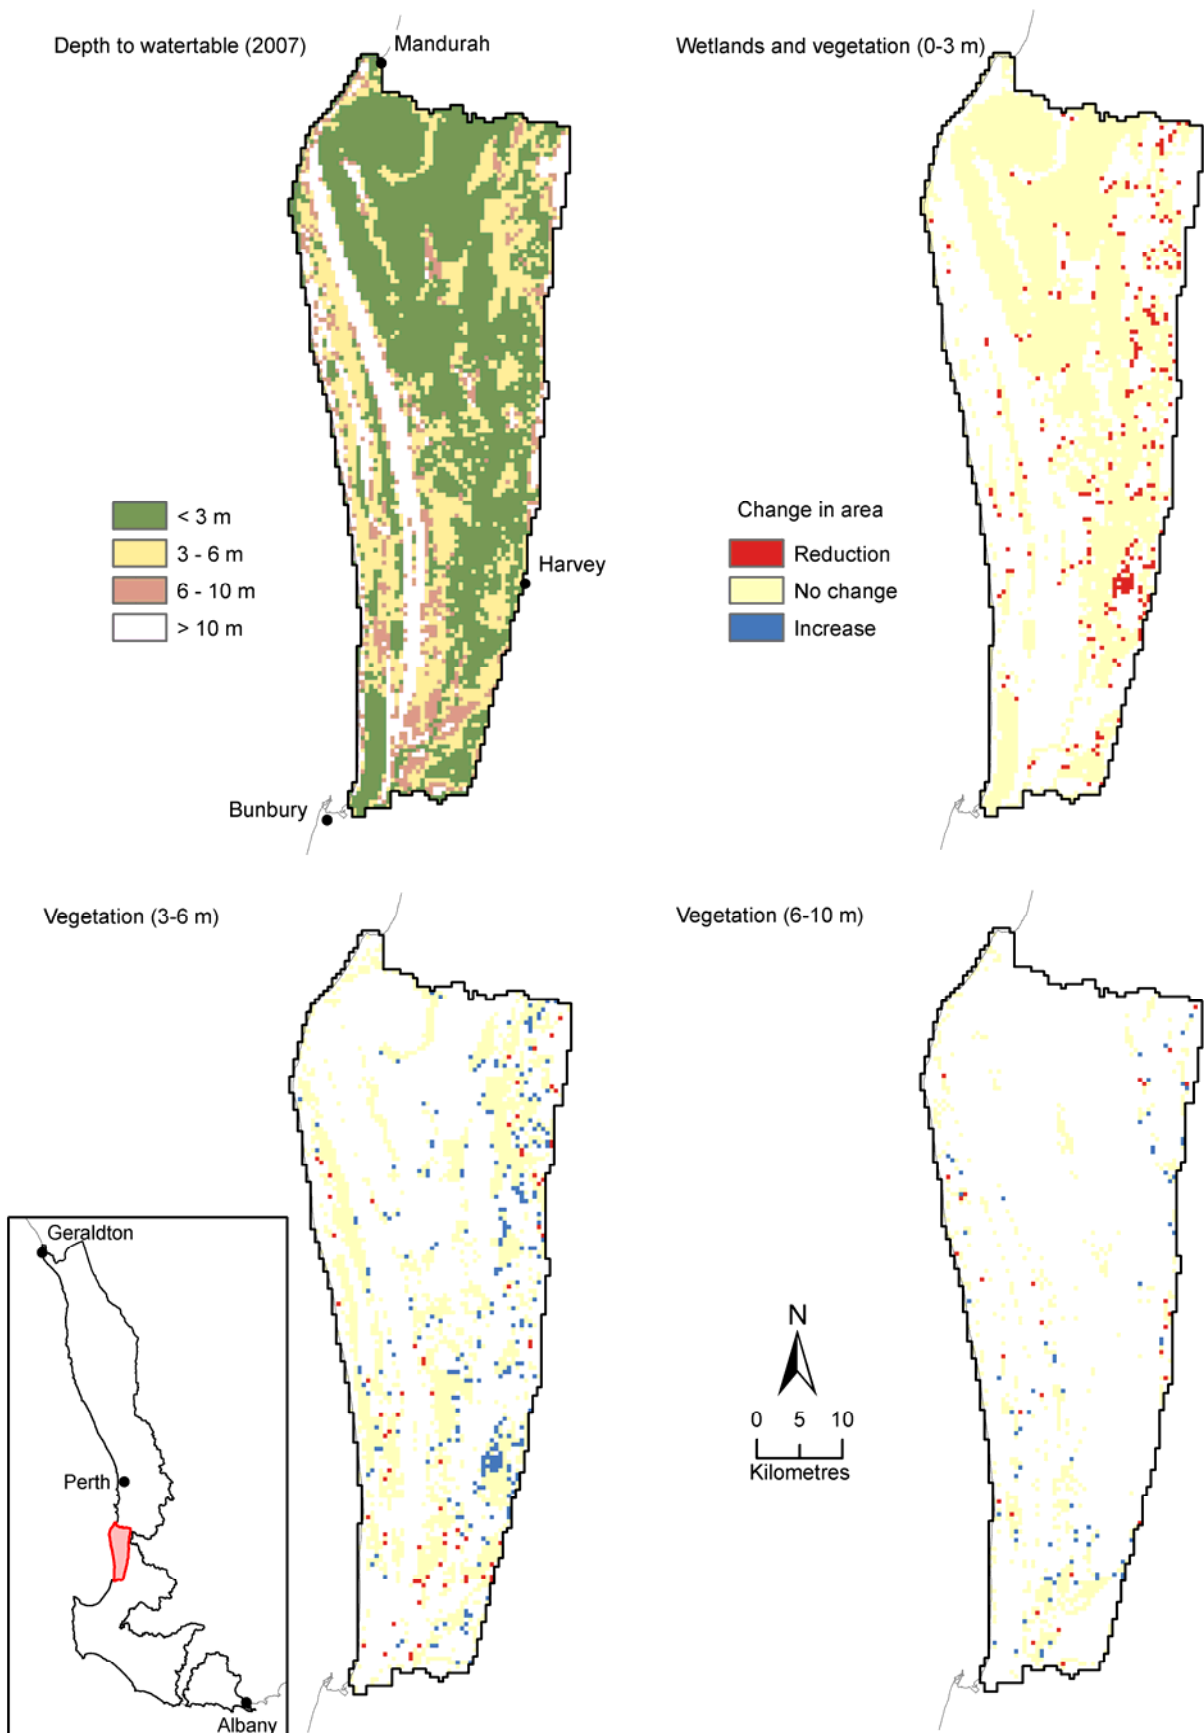 Depth to watertable (2007)
Mandurah
Wetlands and vegetation (0-3 m)
< 3 m
3 - 6 m
6 - 10 m
> 10 m
Harvey
Bunbury
Change in area
Reduction
No change
Increase
Vegetation (3-6 m)
Vegetation (6-10 m)
Geraldton
Perth
Albany
N
0 5 10
Kilometres